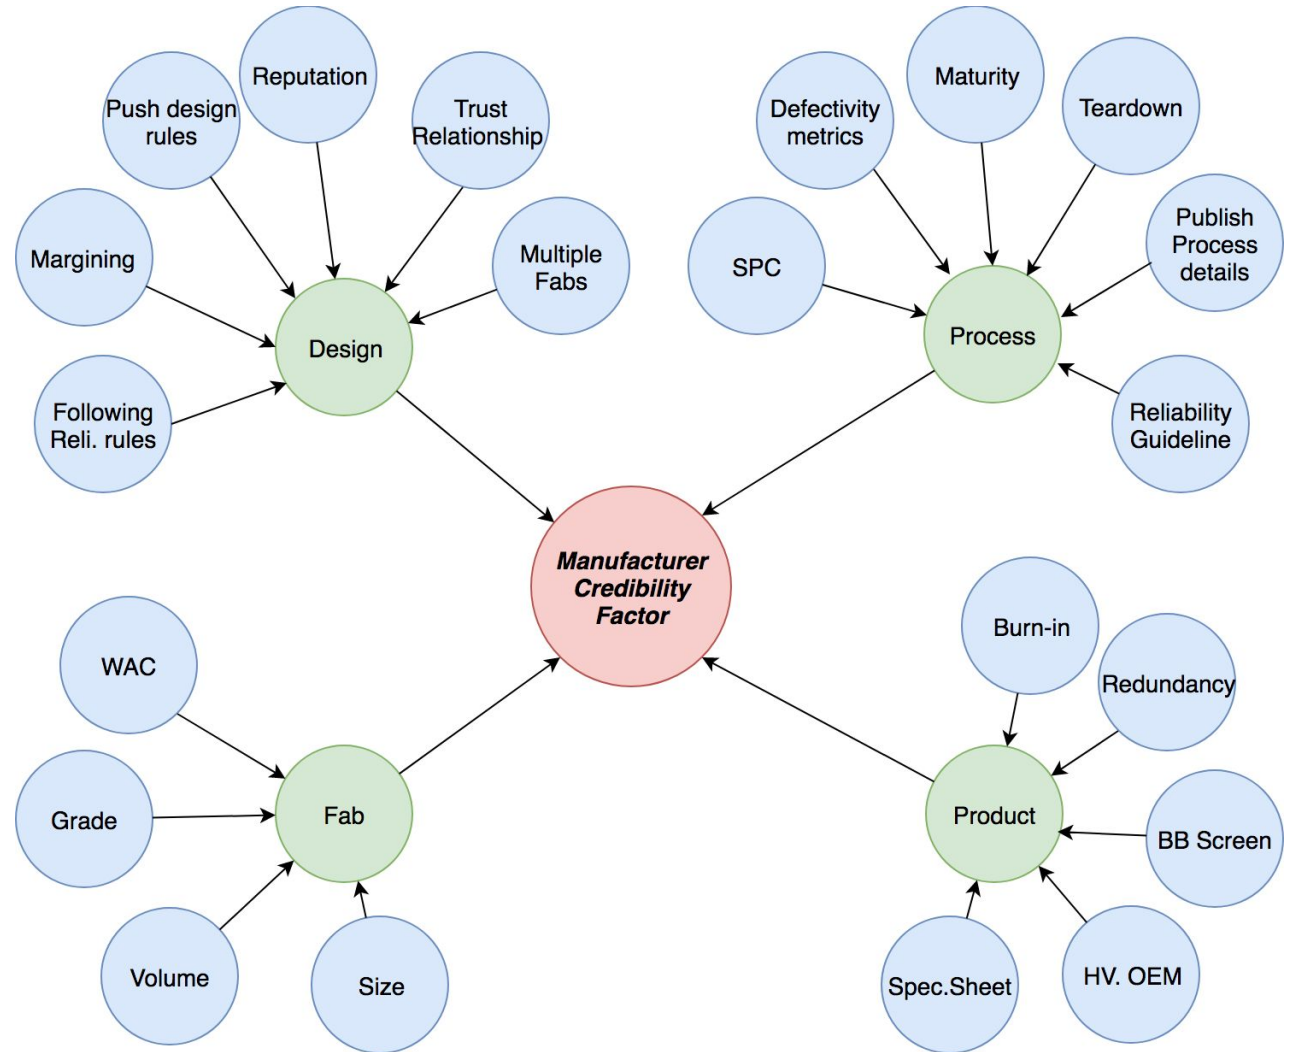 Reputation
Push design
rules
Trust
Relationship
Margining
Multiple
Fabs
Design
Following
Reli. rules
Maturity
Defectivity
metrics
Teardown
Publish
Process
details
SPC
Process
Reliability
Guideline
Manufacturer
Credibility
Factor
WAC
Grade
Fab
Volume
Size
Burn-in
Redundancy
Product
BB Screen
Spec.Sheet
HV. OEM